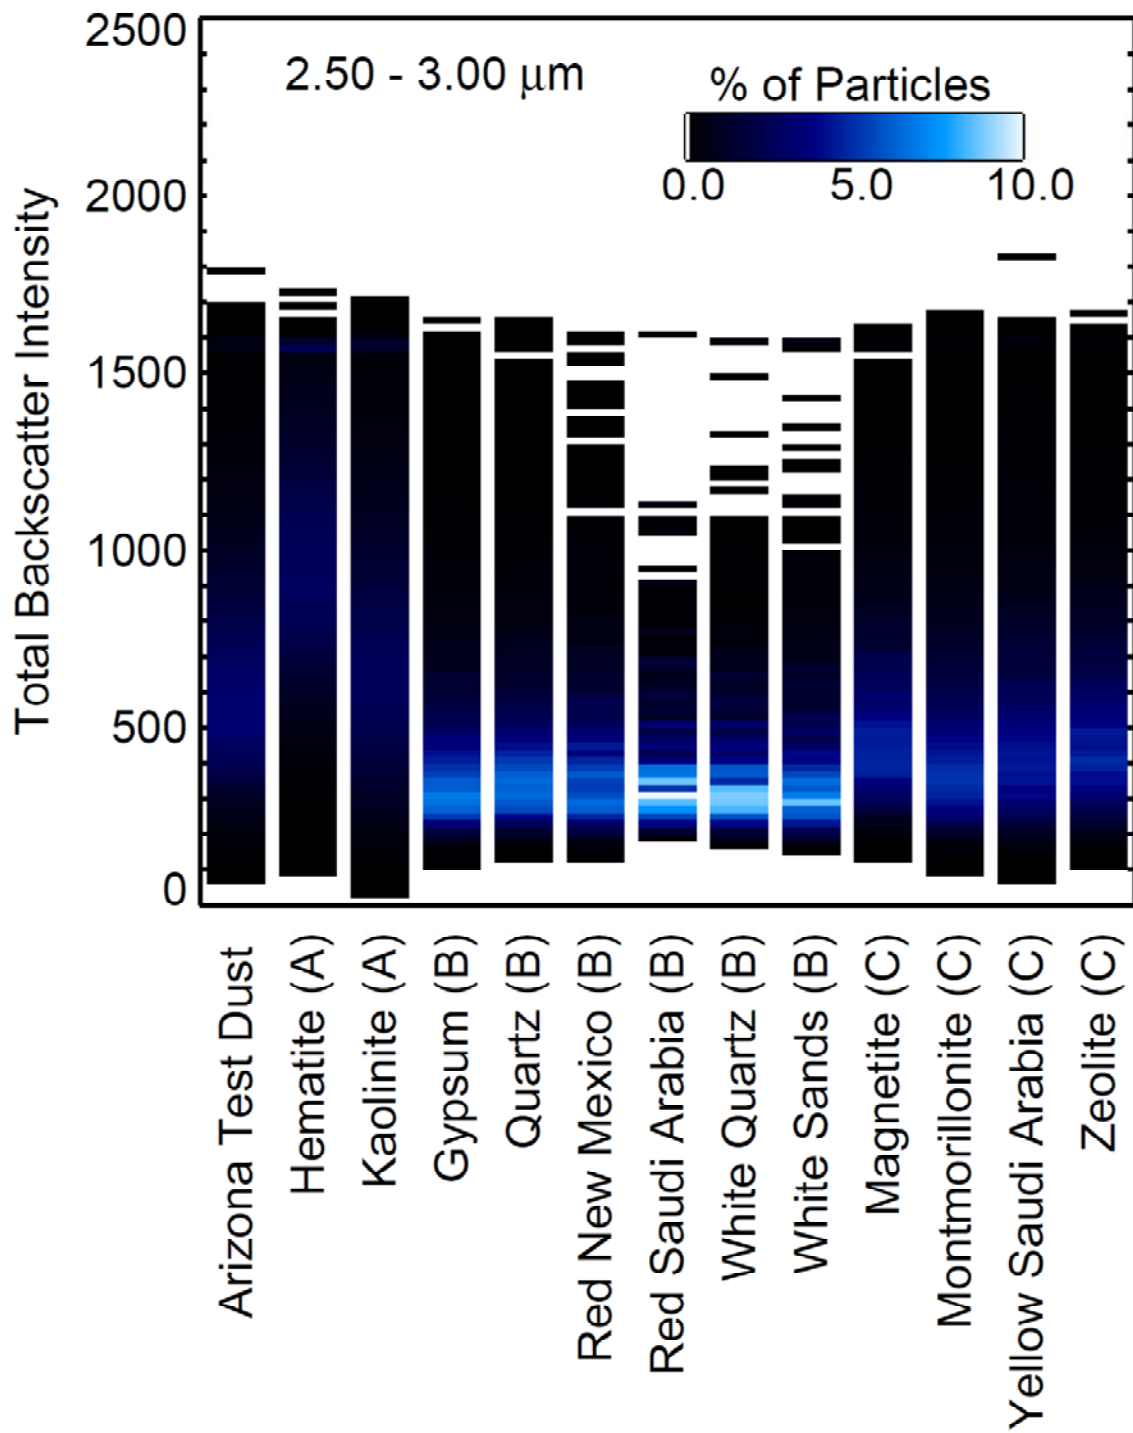 2500
2.50 - 3.00 μm
% of Particles
0.0 5.0 10.0
2000
1500
1000
500
0
Total Backscatter Intensity
Arizona Test Dust
Hematite (A)
Kaolinite (A)
Gypsum (B)
Quartz (B)
Red New Mexico (B)
Red Saudi Arabia (B)
White Quartz (B)
White Sands (B)
Magnetite (C)
Montmorillonite (C)
Yellow Saudi Arabia (C)
Zeolite (C)